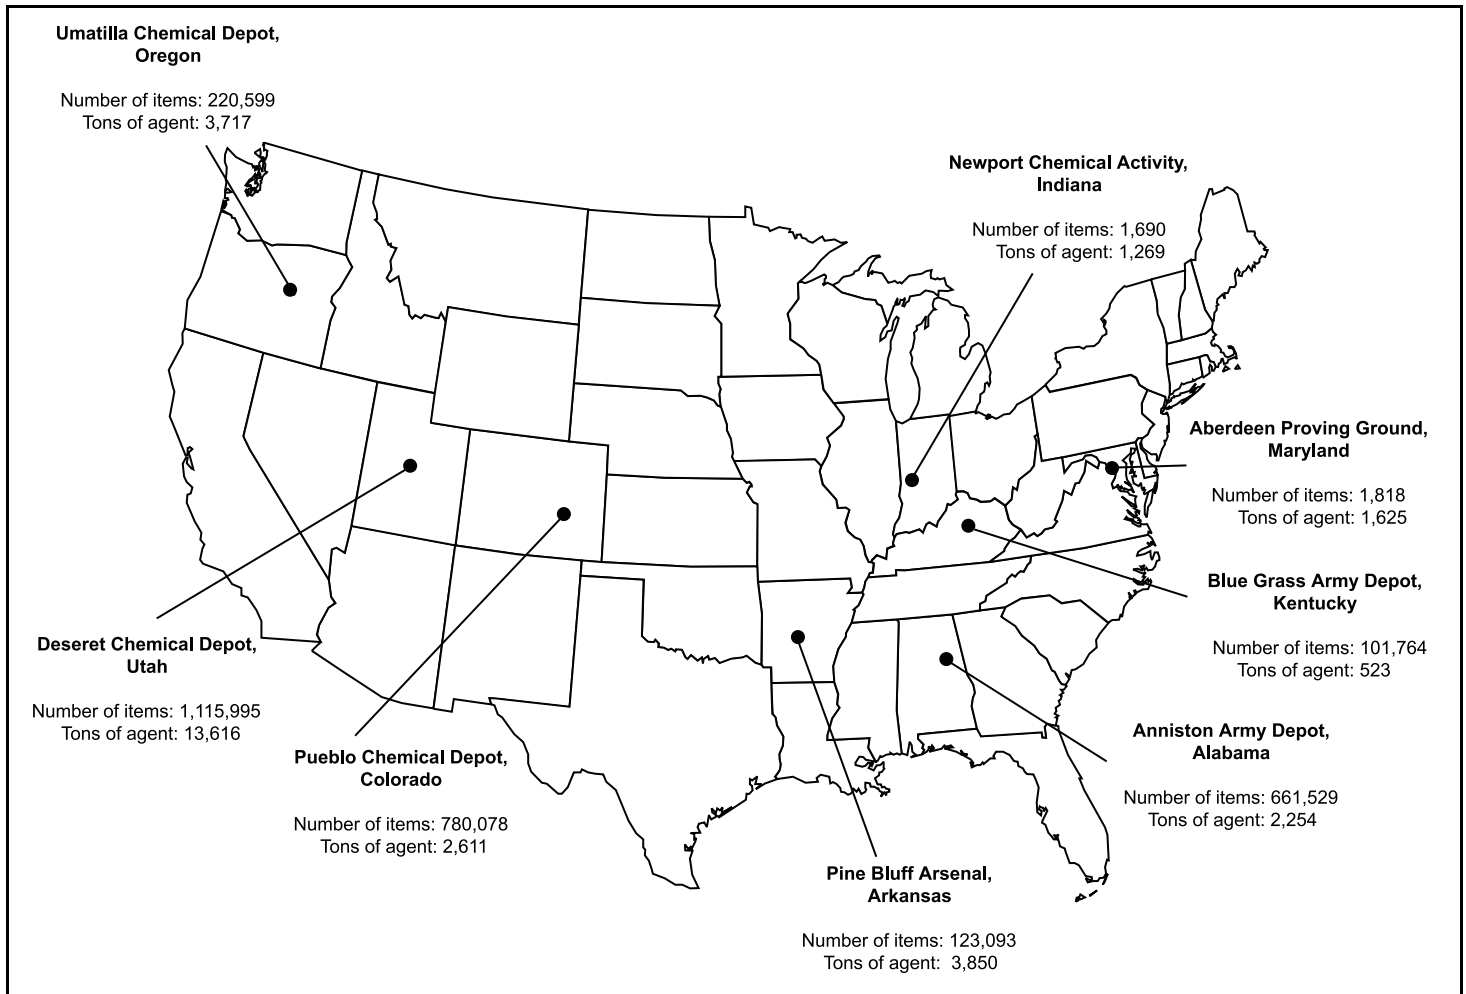 Umatilla Chemical Depot,
Oregon
Number of items: 220,599
Tons of agent: 3,717
Newport Chemical Activity,
Indiana
Number of items: 1,690
Tons of agent: 1,269
Aberdeen Proving Ground,
Maryland
Number of items: 1,818
Tons of agent: 1,625
Blue Grass Army Depot,
Kentucky
Number of items: 101,764
Tons of agent: 523
Deseret Chemical Depot,
Utah
Number of items: 1,115,995
Tons of agent: 13,616
Pueblo Chemical Depot,
Colorado
Number of items: 780,078
Tons of agent: 2,611
Anniston Army Depot,
Alabama
Number of items: 661,529
Tons of agent: 2,254
Pine Bluff Arsenal,
Arkansas
Number of items: 123,093
Tons of agent: 3,850